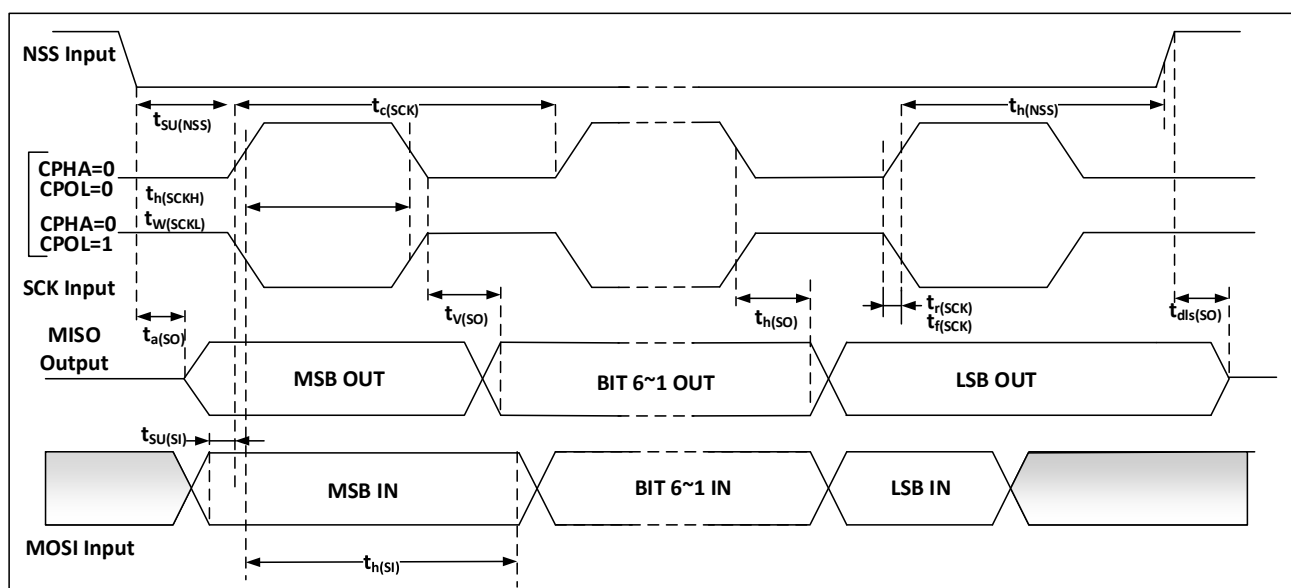 NSS Input
tc(SCK)
th(NSS)
tSU(NSS)
CPHA=0
CPOL=0
th(SCKH)
CPHA=0
tW(SCKL)
CPOL=1
SCK Input
tV(SO)
th(SO)
tr(SCK)
tf(SCK)
tdIs(SO)
ta(SO)
MISO
Output
MSB OUT
BIT 6~1 OUT
LSB OUT
tSU(SI)
MSB IN
BIT 6~1 IN
LSB IN
MOSI Input
th(SI)